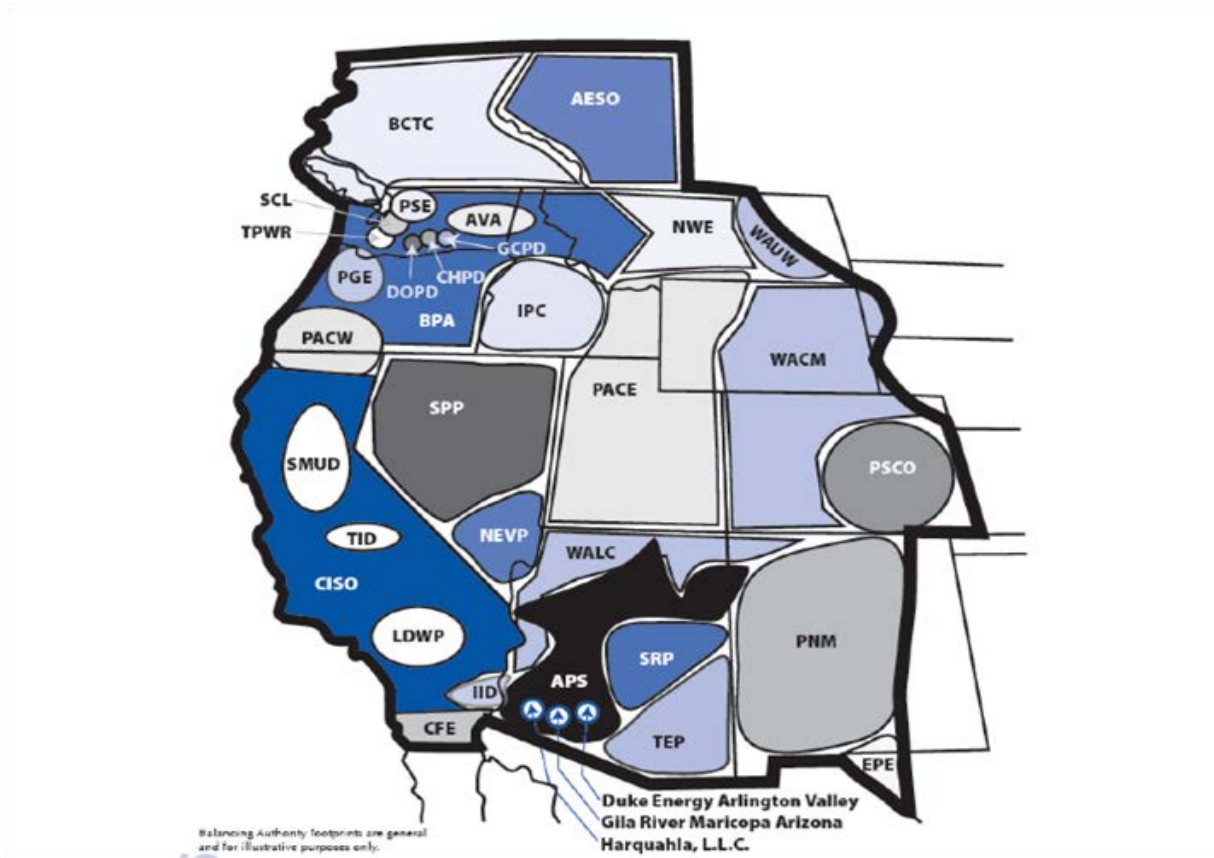 AESO
BCTC
SCL
PSE
TPWR
AVA
NWE
WAUW
GCPD
CHPD
DOPD
PGE
IPC
BPA
PACW
WACM
PACE
SPP
SMUD
PSCO
NEVP
TID
WALC
CISO
LDWP
PNM
SRP
APS
IID
CFE
TEP
EPE
Duke Energy Arlington Valley
Gila River Maricopa Arizona
Harquahla, L.L.C.
Balancing Authority footprints are general
and for illustrative purposes only.